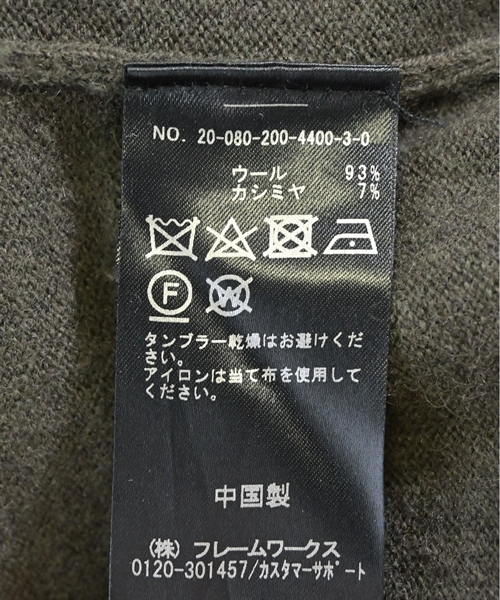 NO. 20-080-200-4400-3-0
ウール 93%
カシミヤ 7%
F W
タンブラー乾燥はお避けくだ
さい。
アイロンは当て布を使用して
ください。
中国製
(株) フレームワークス
0120-301457/カスタマーサポート